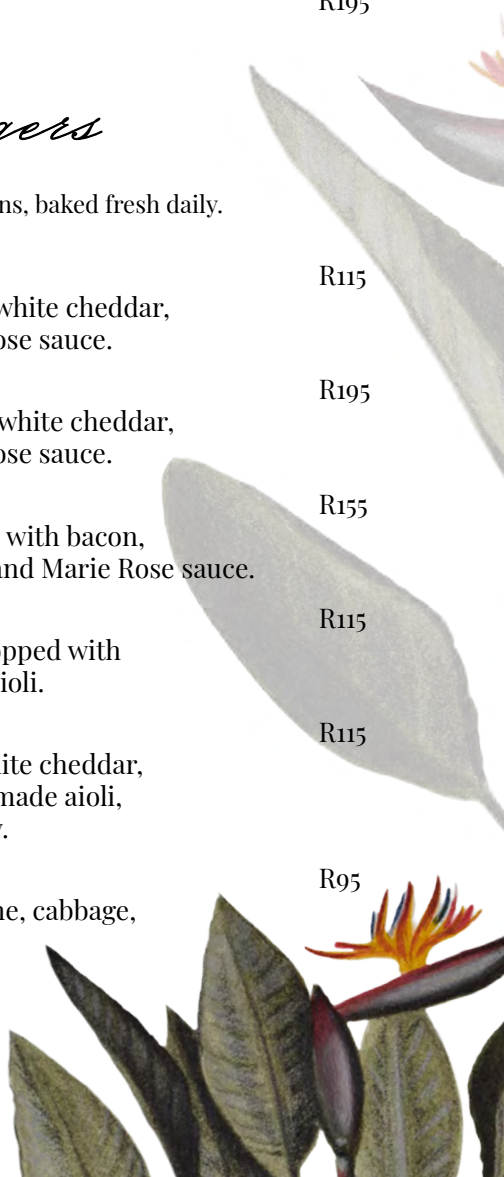 R195
gers
ns, baked fresh daily.
R115
white cheddar,
ose sauce.
R195
white cheddar,
ose sauce.
R155
with bacon,
and Marie Rose sauce.
R115
opped with
ioli.
R115
ite cheddar,
made aioli,
.
R95
ne, cabbage,